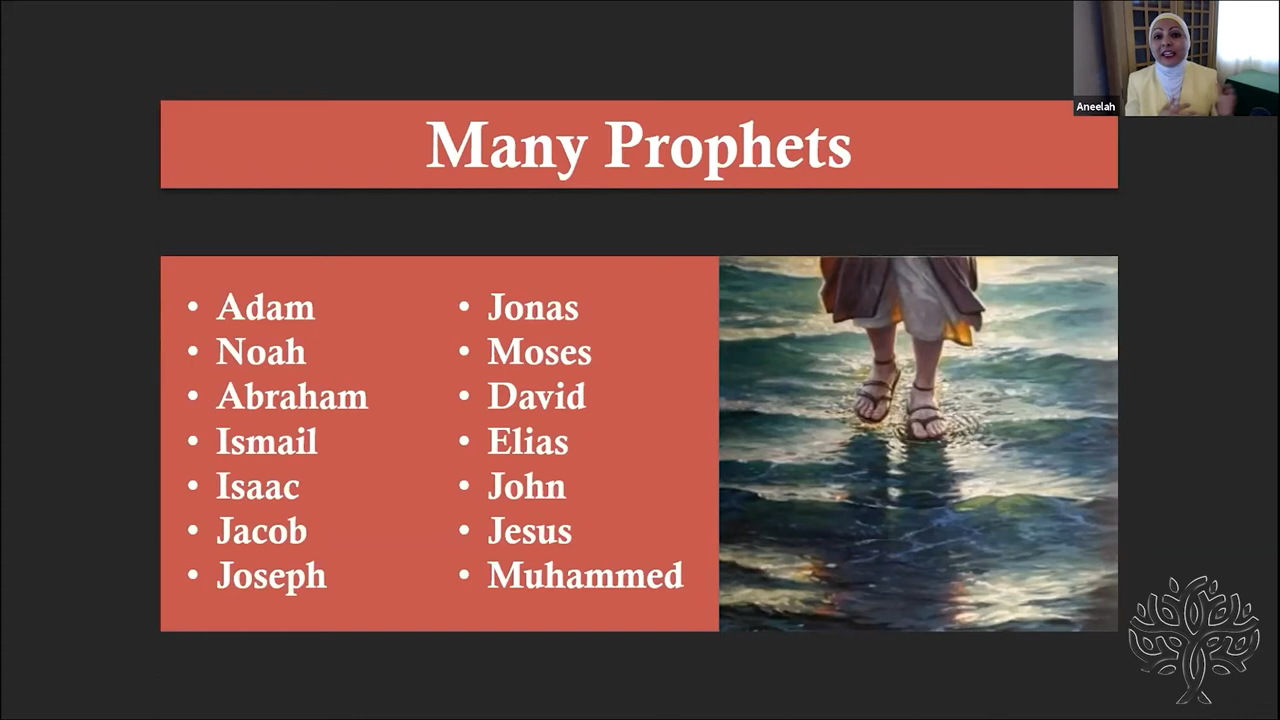 Aneelah
Many Prophets
• Adam
• Noah
• Abraham
• Ismail
• Isaac
• Jacob
• Joseph
• Jonas
• Moses
• David
• Elias
• John
• Jesus
• Muhammed